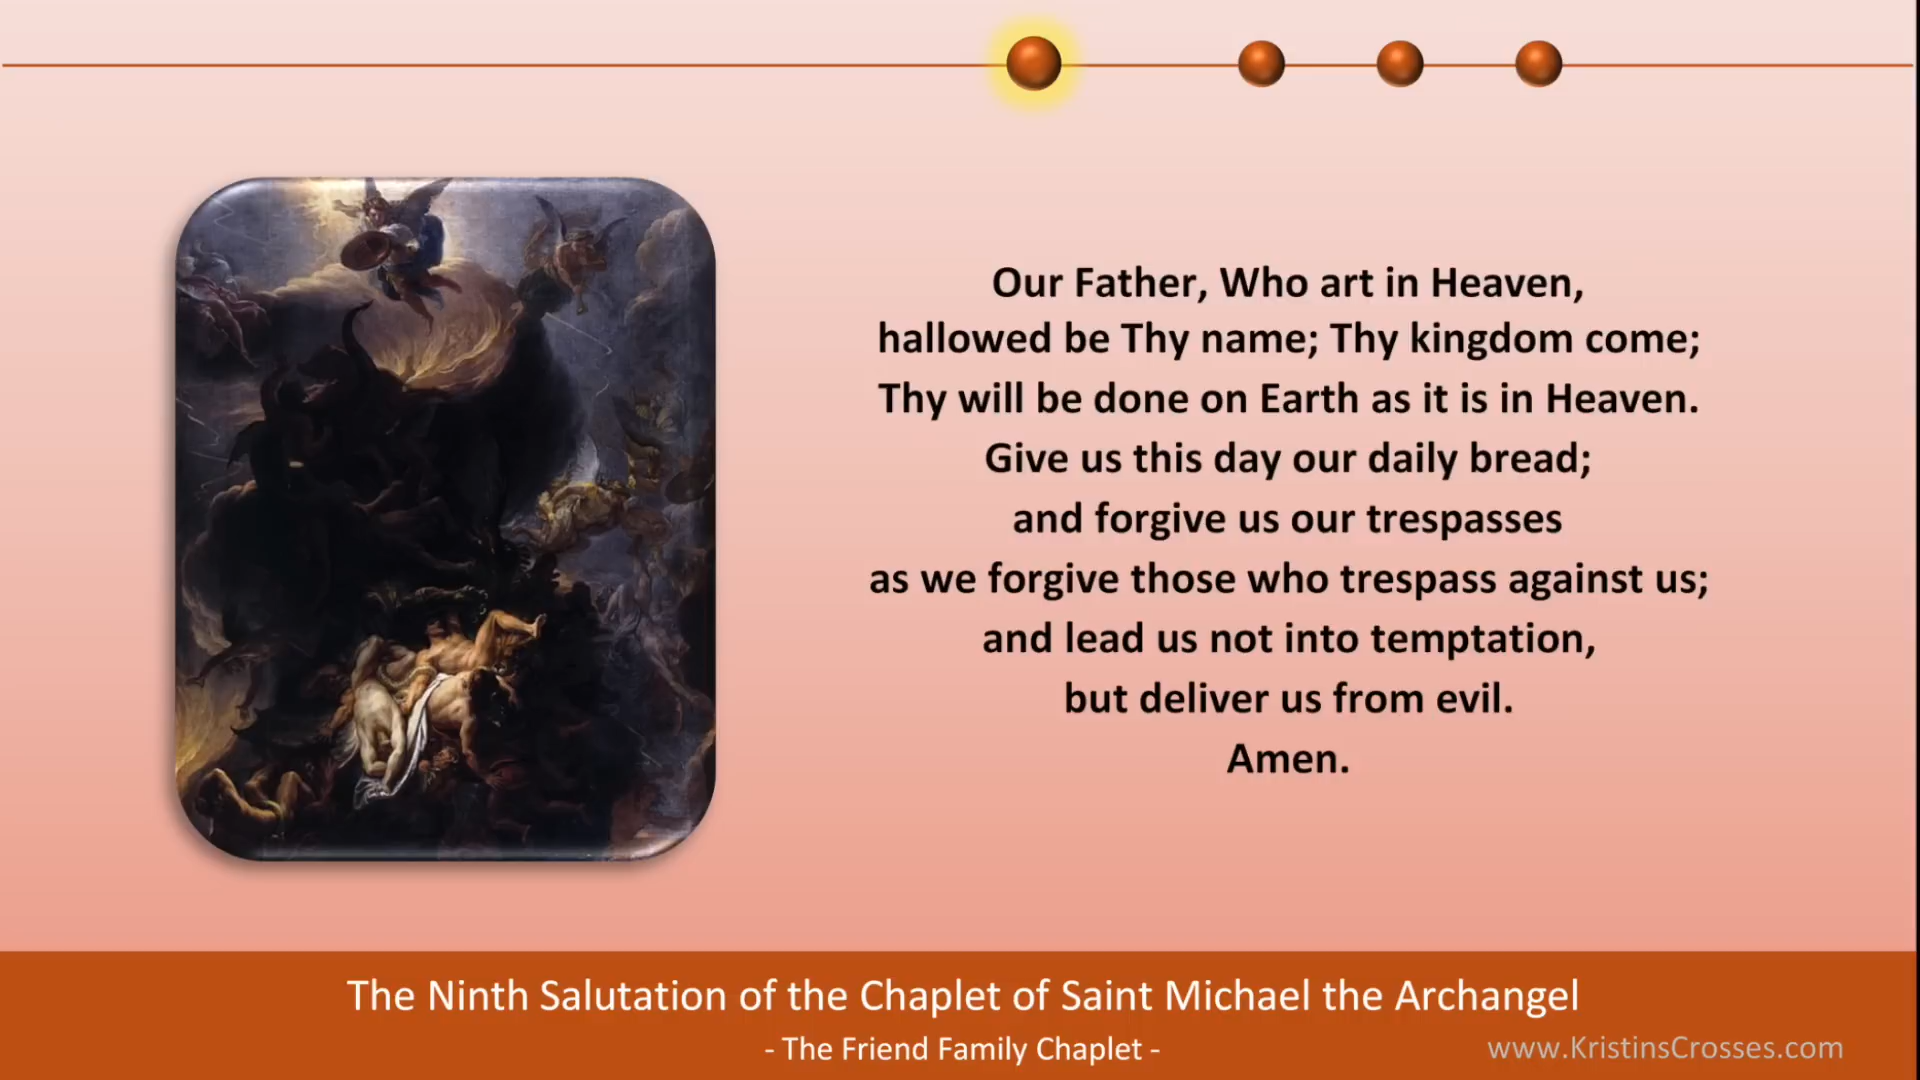 Our Father, Who art in Heaven,
hallowed be Thy name; Thy kingdom come;
Thy will be done on Earth as it is in Heaven.
Give us this day our daily bread;
and forgive us our trespasses
as we forgive those who trespass against us;
and lead us not into temptation,
but deliver us from evil.
Amen.
The Ninth Salutation of the Chaplet of Saint Michael the Archangel
- The Friend Family Chaplet -
www.KristinsCrosses.com